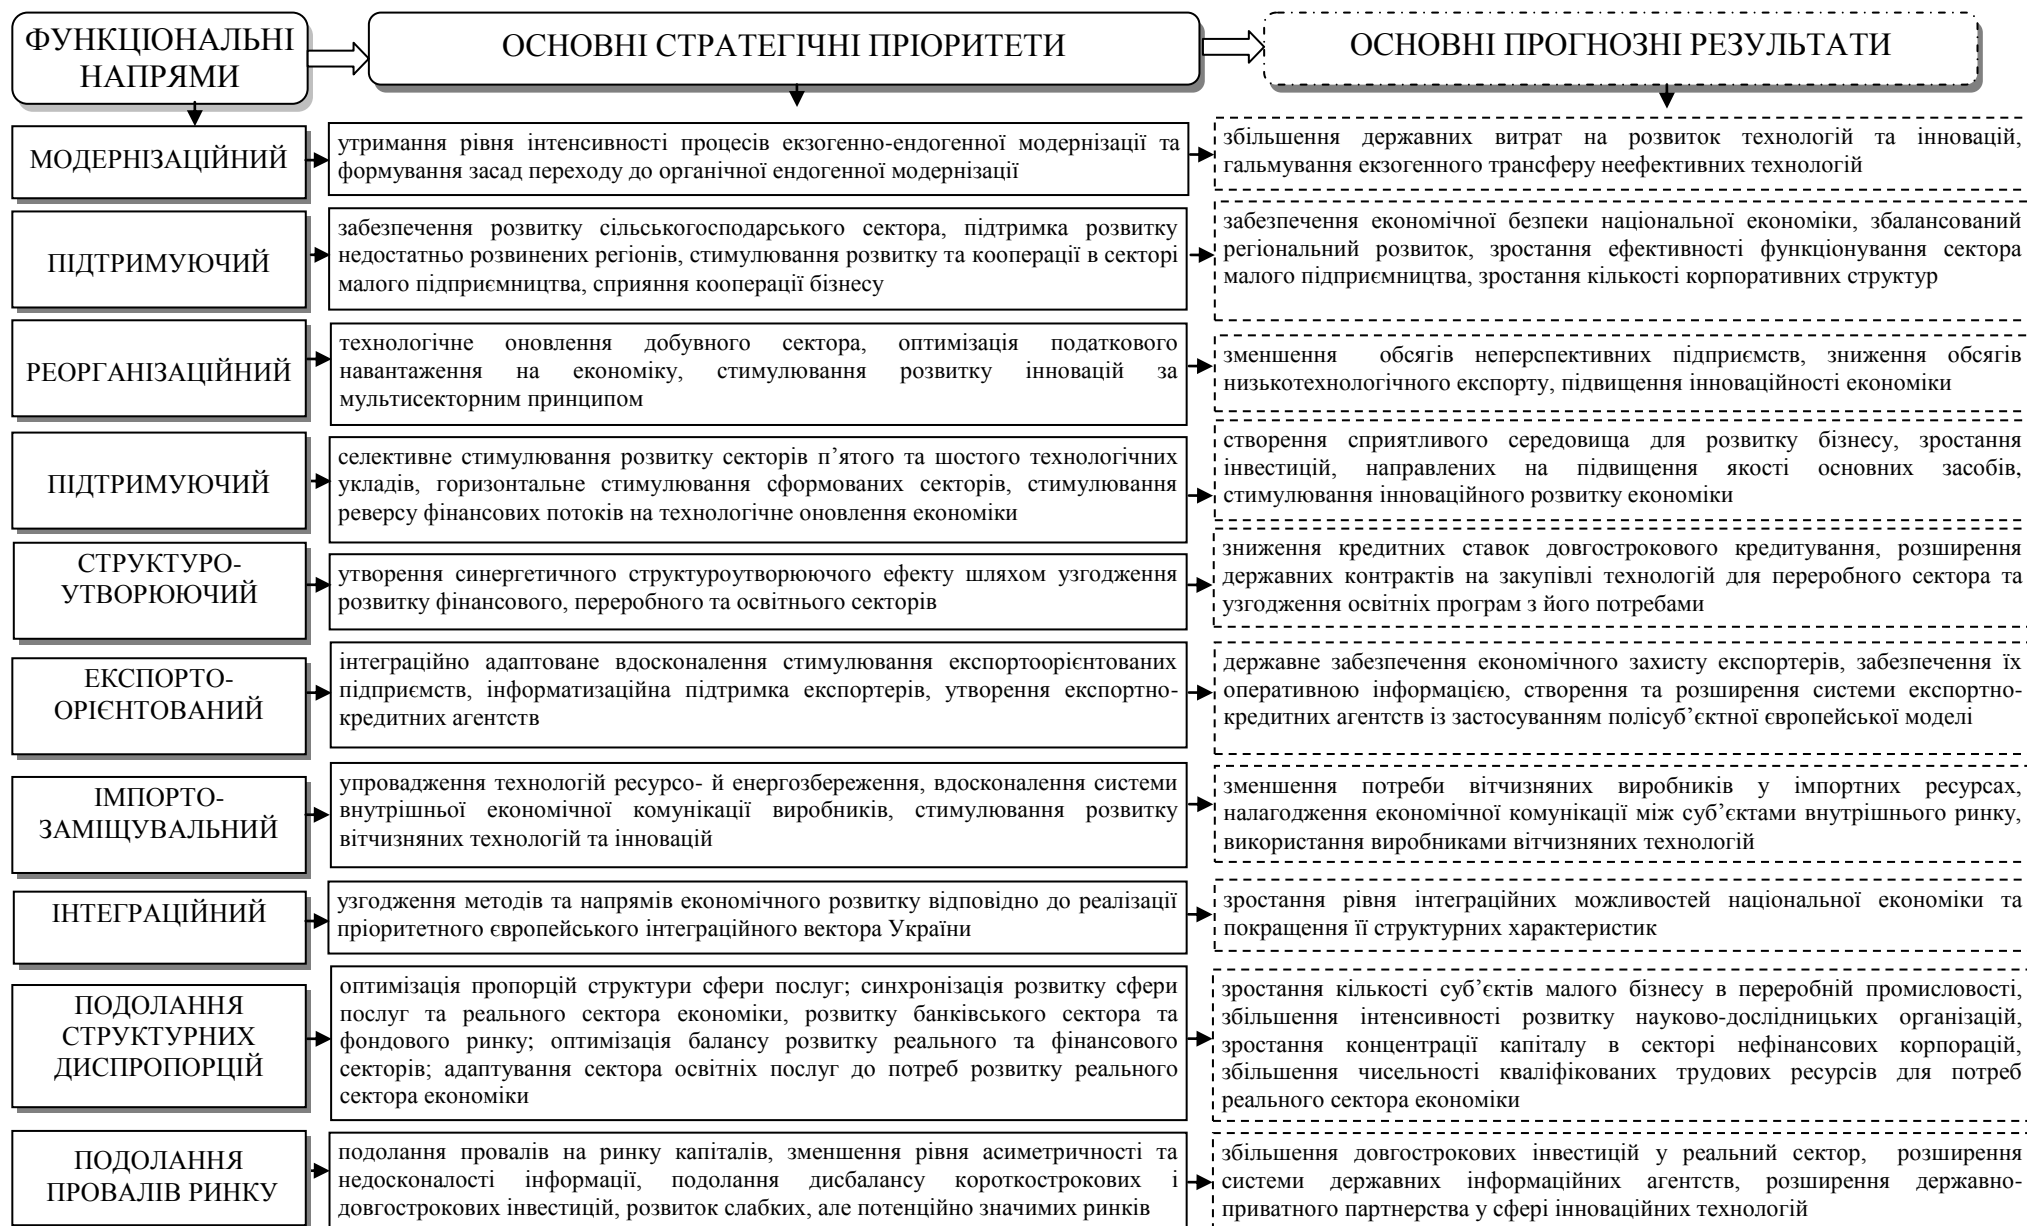 ФУНКЦІОНАЛЬНІ
НАПРЯМИ
ОСНОВНІ СТРАТЕГІЧНІ ПРІОРИТЕТИ
ОСНОВНІ ПРОГНОЗНІ РЕЗУЛЬТАТИ
МОДЕРНІЗАЦІЙНИЙ
утримання рівня інтенсивності процесів екзогенно-ендогенної модернізації та
формування засад переходу до органічної ендогенної модернізації
збільшення державних витрат на розвиток технологій та інновацій,
гальмування екзогенного трансферу неефективних технологій
ПІДТРИМУЮЧИЙ
забезпечення розвитку сільськогосподарського сектора, підтримка розвитку
недостатньо розвинених регіонів, стимулювання розвитку та кооперації в секторі
малого підприємництва, сприяння кооперації бізнесу
забезпечення економічної безпеки національної економіки, збалансований
регіональний розвиток, зростання ефективності функціонування сектора
малого підприємництва, зростання кількості корпоративних структур
РЕОРГАНІЗАЦІЙНИЙ
технологічне оновлення добувного сектора, оптимізація податкового
навантаження на економіку, стимулювання розвитку інновацій за
мультисекторним принципом
зменшення обсягів неперспективних підприємств, зниження обсягів
низькотехнологічного експорту, підвищення інноваційності економіки
ПІДТРИМУЮЧИЙ
селективне стимулювання розвитку секторів п’ятого та шостого технологічних
укладів, горизонтальне стимулювання сформованих секторів, стимулювання
реверсу фінансових потоків на технологічне оновлення економіки
створення сприятливого середовища для розвитку бізнесу, зростання
інвестицій, направлених на підвищення якості основних засобів,
стимулювання інноваційного розвитку економіки
СТРУКТУРО-
УТВОРЮЮЧИЙ
утворення синергетичного структуроутворюючого ефекту шляхом узгодження
розвитку фінансового, переробного та освітнього секторів
зниження кредитних ставок довгострокового кредитування, розширення
державних контрактів на закупівлі технологій для переробного сектора та
узгодження освітніх програм з його потребами
ЕКСПОРТО-
ОРІЄНТОВАНИЙ
інтеграційно адаптоване вдосконалення стимулювання експортоорієнтованих
підприємств, інформатизаційна підтримка експортерів, утворення експортно-
кредитних агентств
державне забезпечення економічного захисту експортерів, забезпечення їх
оперативною інформацією, створення та розширення системи експортно-
кредитних агентств із застосуванням полісуб’єктної європейської моделі
ІМПОРТО-
ЗАМІЩУВАЛЬНИЙ
упровадження технологій ресурсо- й енергозбереження, вдосконалення системи
внутрішньої економічної комунікації виробників, стимулювання розвитку
вітчизняних технологій та інновацій
зменшення потреби вітчизняних виробників у імпортних ресурсах,
налагодження економічної комунікації між суб’єктами внутрішнього ринку,
використання виробниками вітчизняних технологій
ІНТЕГРАЦІЙНИЙ
узгодження методів та напрямів економічного розвитку відповідно до реалізації
пріоритетного європейського інтеграційного вектора України
зростання рівня інтеграційних можливостей національної економіки та
покращення її структурних характеристик
ПОДОЛАННЯ
СТРУКТУРНИХ
ДИСПРОПОРЦІЙ
оптимізація пропорцій структури сфери послуг; синхронізація розвитку сфери
послуг та реального сектора економіки, розвитку банківського сектора та
фондового ринку; оптимізація балансу розвитку реального та фінансового
секторів; адаптування сектора освітніх послуг до потреб розвитку реального
сектора економіки
зростання кількості суб’єктів малого бізнесу в переробній промисловості,
збільшення інтенсивності розвитку науково-дослідницьких організацій,
зростання концентрації капіталу в секторі нефінансових корпорацій,
збільшення чисельності кваліфікованих трудових ресурсів для потреб
реального сектора економіки
ПОДОЛАННЯ
ПРОВАЛІВ РИНКУ
подолання провалів на ринку капіталів, зменшення рівня асиметричності та
недосконалості інформації, подолання дисбалансу короткострокових і
довгострокових інвестицій, розвиток слабких, але потенційно значимих ринків
збільшення довгострокових інвестицій у реальний сектор, розширення
системи державних інформаційних агентств, розширення державно-
приватного партнерства у сфері інноваційних технологій